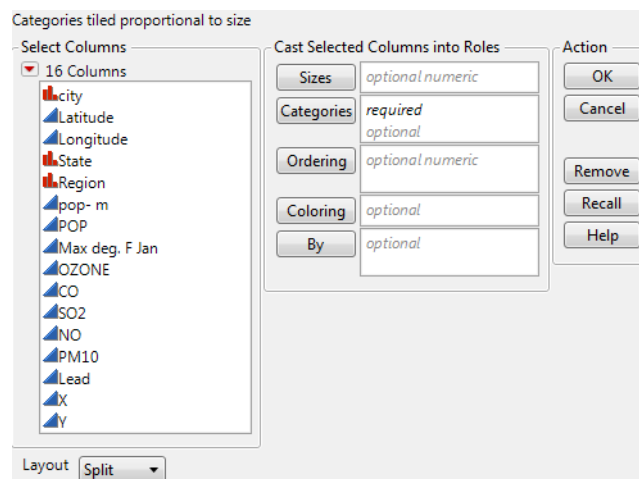 Categories tiled proportional to size
Select Columns
16 Columns
city
Latitude
Longitude
State
Region
pop- m
POP
Max deg. F Jan
OZONE
CO
SO2
NO
PM10
Lead
X
Y
Layout Split
Cast Selected Columns into Roles
Sizes optional numeric
Categories required
optional
Ordering optional numeric
Coloring optional
By optional
Action
OK
Cancel
Remove
Recall
Help